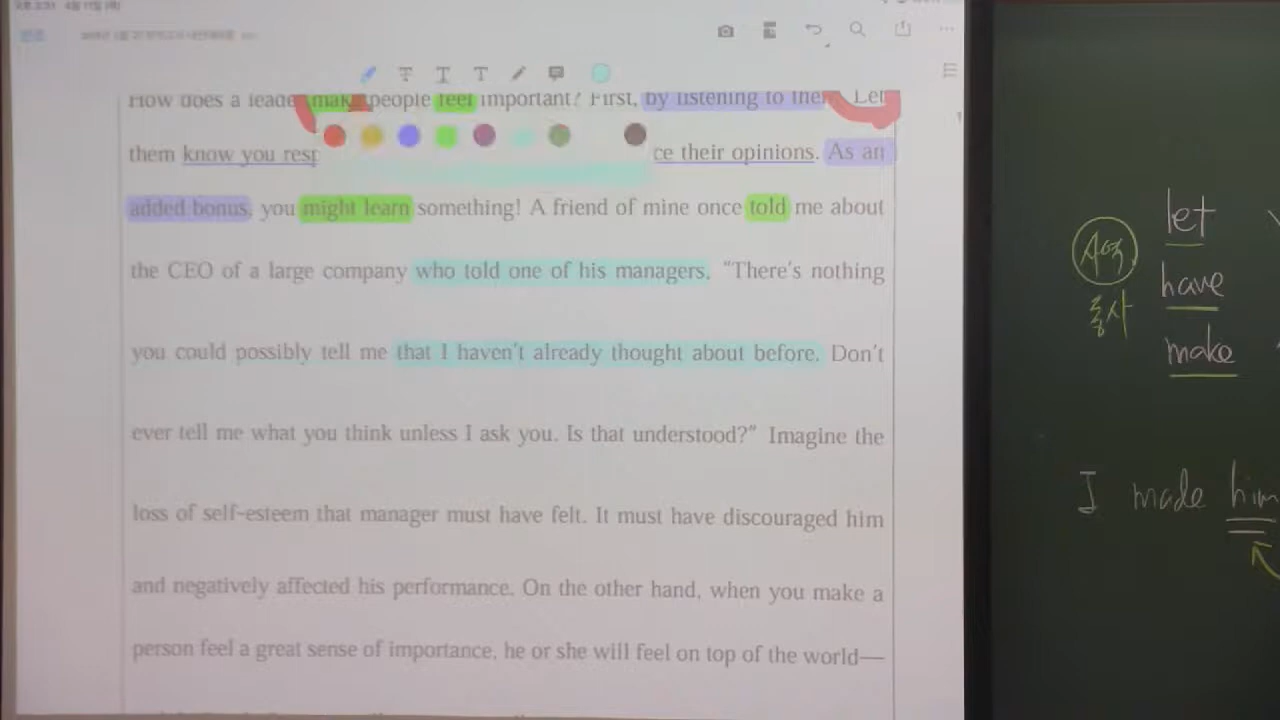 How does a leader make people feel important? First, by listening to them. Let
them know you resp ce their opinions. As an
added bonus, you might learn something! A friend of mine once told me about
the CEO of a large company who told one of his managers, "There's nothing
you could possibly tell me that I haven't already thought about before. Don't
ever tell me what you think unless I ask you. Is that understood?" Imagine the
loss of self-esteem that manager must have felt. It must have discouraged him
and negatively affected his performance. On the other hand, when you make a
person feel a great sense of importance, he or she will feel on top of the world—
사역
동사
let
have
make
I made him